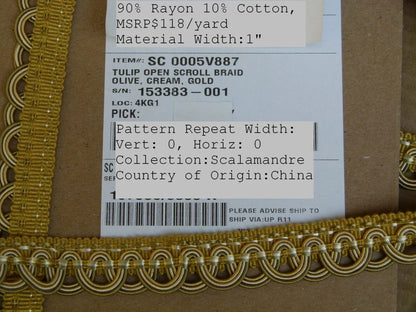 90% Rayon 10% Cotton,
MSRP$118/yard
Material Width:1"
ITEM#: SC 0005V887
TULIP OPEN SCROLL BRAID
OLIVE, CREAM, GOLD
S/N: 153383-001
LOC: 4KG1
PICK:
Pattern Repeat Width:
Vert: 0, Horiz: 0
Collection:Scalamandre
Country of Origin:China
SC
PLEASE ADVISE SHIP TO
SHIP VIA:UP R11